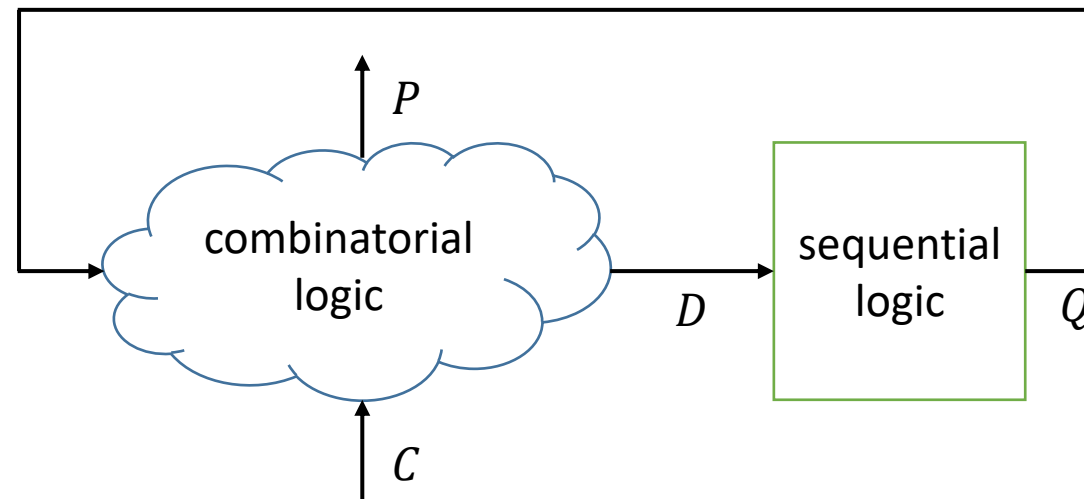 P
combinatorial
logic
sequential
logic
D
Q
C